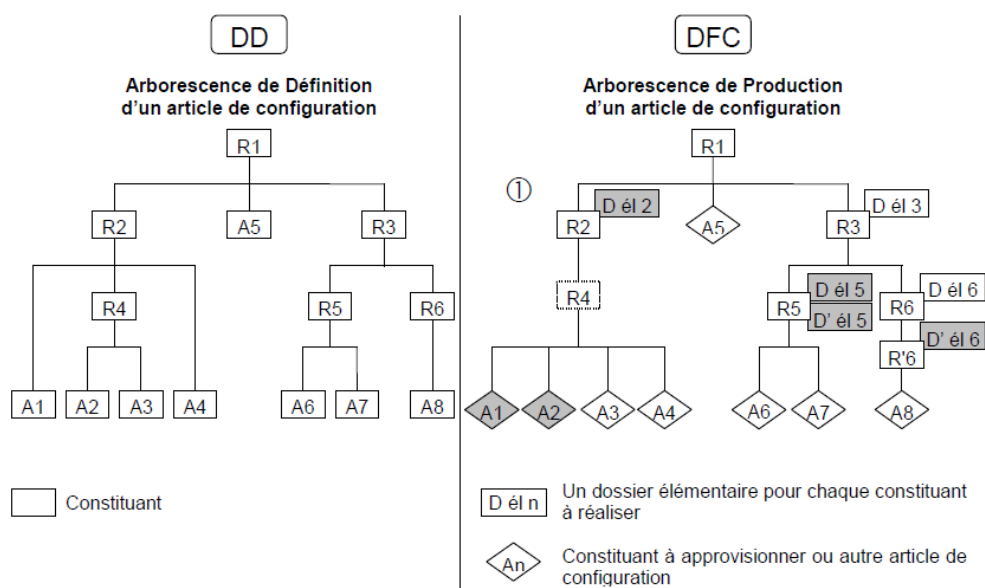 DD
Arborescence de Définition
d'un article de configuration
R1
R2
A5
R3
R4
R5
R6
A1
A2
A3
A4
A6
A7
A8
Constituant
DFC
Arborescence de Production
d'un article de configuration
R1
①
R2
D él 2
A5
R3
D él 3
R4
R5
D él 5
D' él 5
R6
D él 6
D' él 6
R'6
A1
A2
A3
A4
A6
A7
A8
D él n
Un dossier élémentaire pour chaque constituant
à réaliser
An
Constituant à approvisionner ou autre article de
configuration